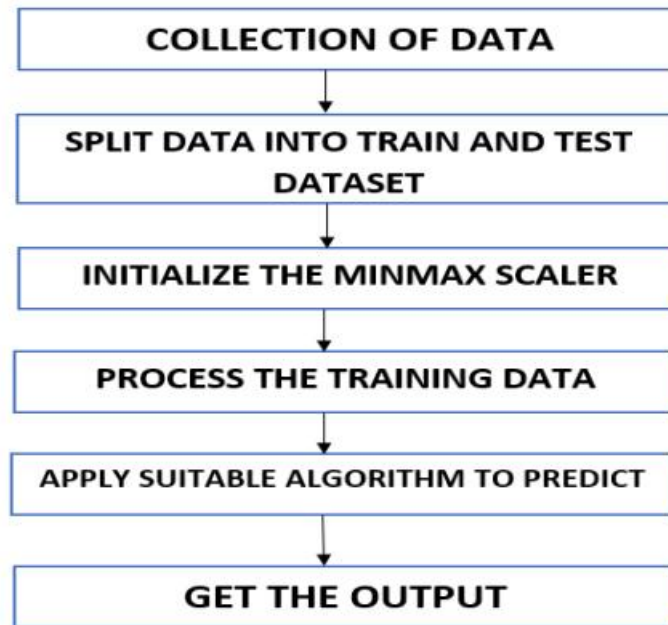 COLLECTION OF DATA
SPLIT DATA INTO TRAIN AND TEST
DATASET
INITIALIZE THE MINMAX SCALER
PROCESS THE TRAINING DATA
APPLY SUITABLE ALGORITHM TO PREDICT
GET THE OUTPUT